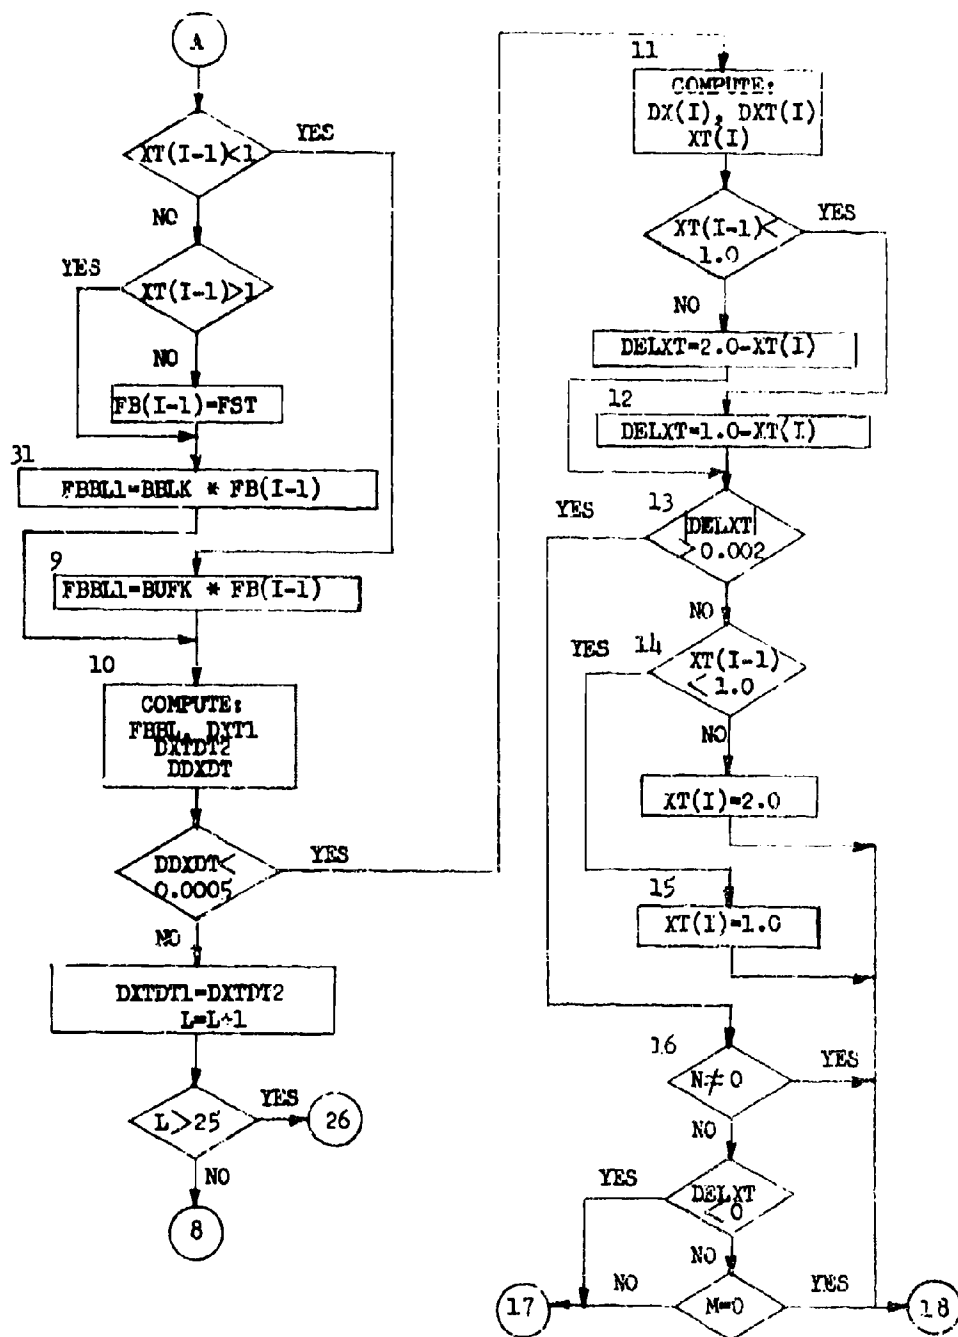 A
XT(I-1)<1
YES
NO
XT(I-1)>1
YES
NO
FB(I-1)=FST
31
FBBL1=BBLK * FB(I-1)
9
FBBL1=BUFK * FB(I-1)
10
COMPUTE:
FBBL, DXT1
DXTDT2
DDXDT
DDXDT<
0.0005
YES
NO
DXTDT1=DXTDT2
L=L+1
L>25
YES
26
NO
8
11
COMPUTE:
DX(I), DXT(I)
XT(I)
XT(I-1)<
1.0
YES
NO
DELXT=2.0-XT(I)
12
DELXT=1.0-XT(I)
13
YES
|DELXT|
>0.002
NO
14
YES
XT(I-1)
<1.0
NO
XT(I)=2.0
15
XT(I)=1.0
16
N≠0
YES
NO
DELXT
<0
YES
NO
M=0
NO
YES
17
18